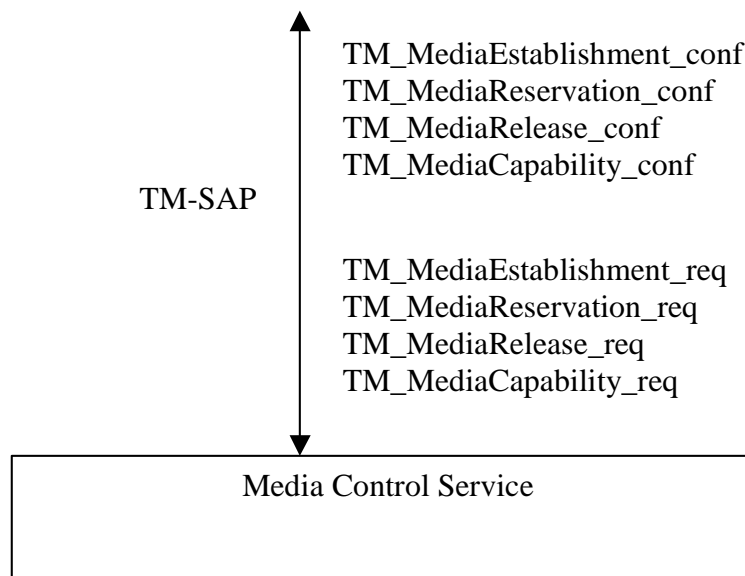 TM_MediaEstablishment_conf
TM_MediaReservation_conf
TM_MediaRelease_conf
TM_MediaCapability_conf
TM-SAP
TM_MediaEstablishment_req
TM_MediaReservation_req
TM_MediaRelease_req
TM_MediaCapability_req
Media Control Service